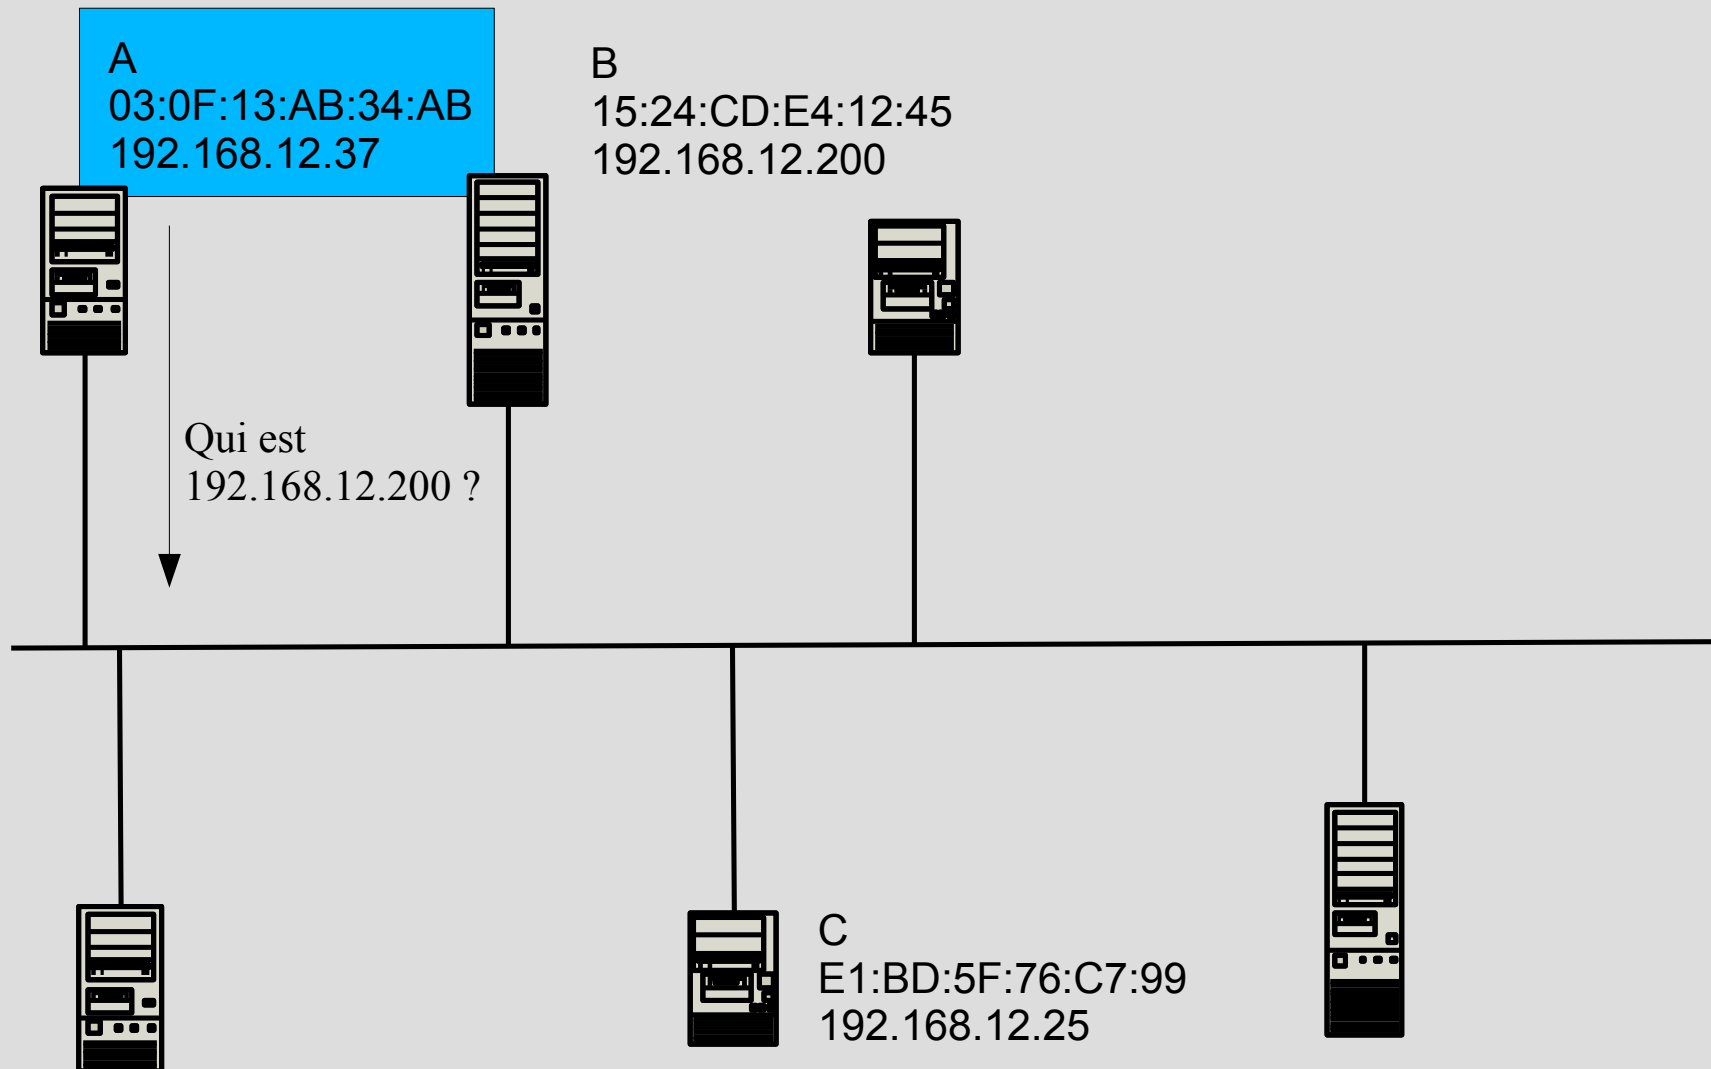 A
03:0F:13:AB:34:AB
192.168.12.37
B
15:24:CD:E4:12:45
192.168.12.200
Qui est
192.168.12.200 ?
C
E1:BD:5F:76:C7:99
192.168.12.25